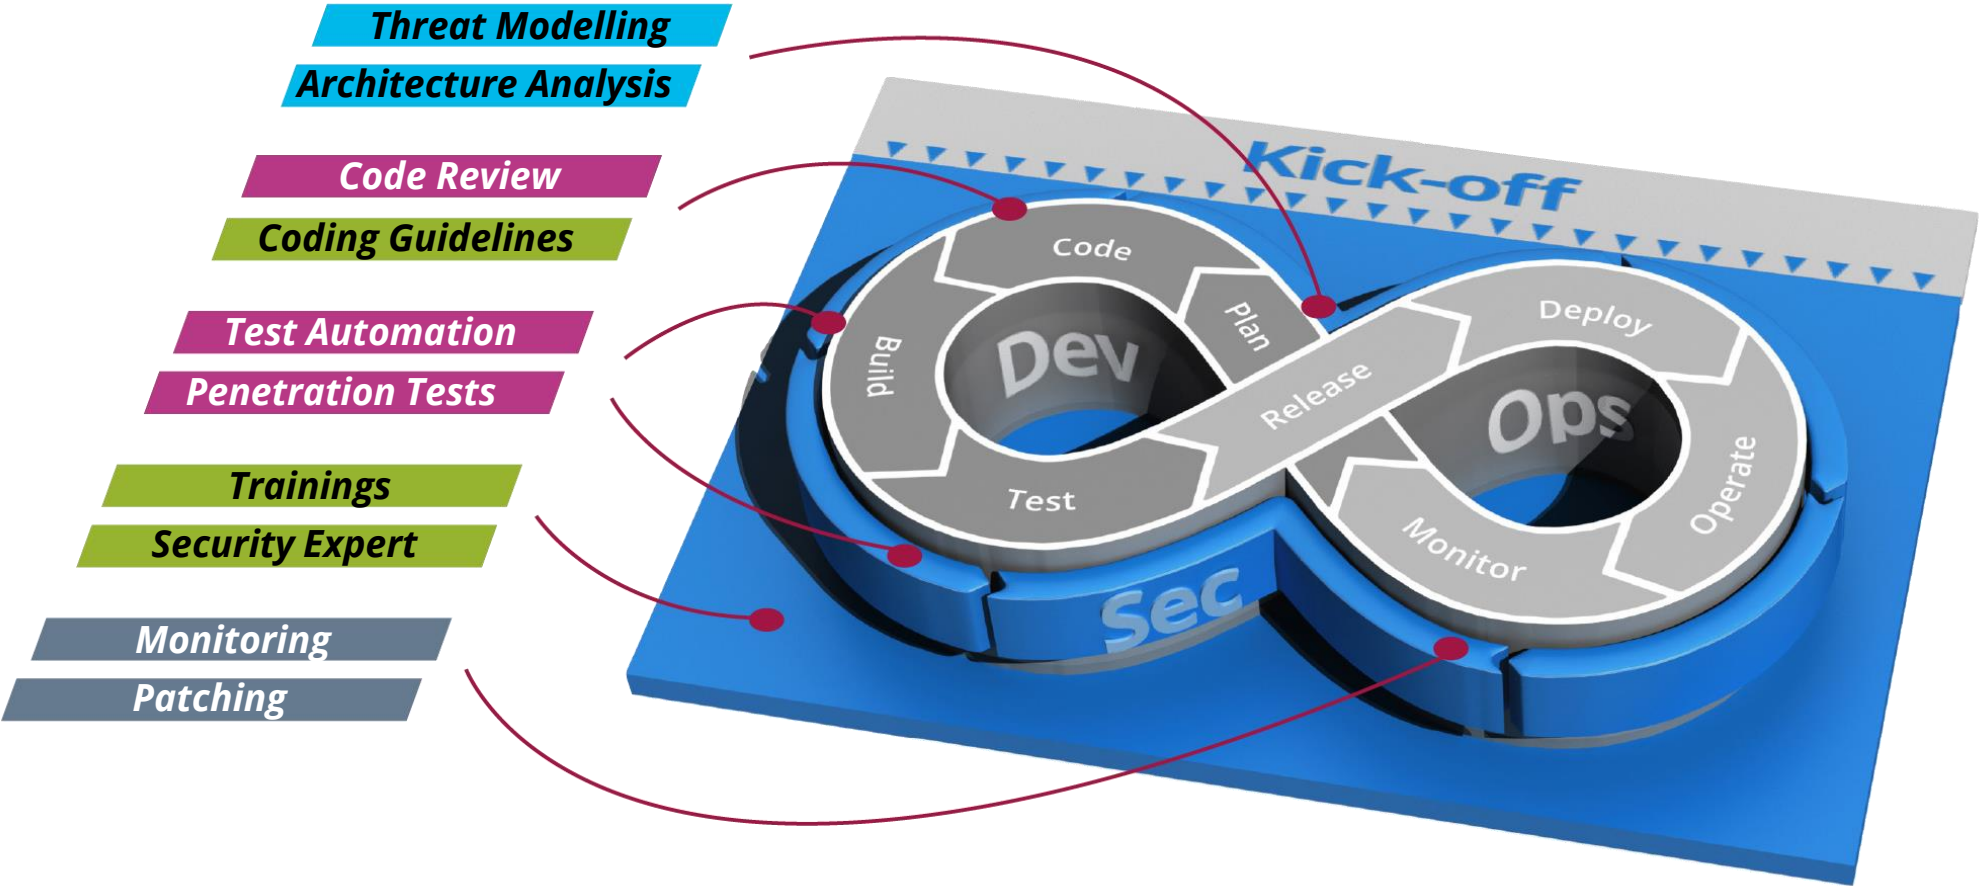 Threat Modelling
Architecture Analysis
Code Review
Coding Guidelines
Test Automation
Penetration Tests
Trainings
Security Expert
Monitoring
Patching
Kick-off
Code
Plan
Build
Test
Dev
Release
Deploy
Ops
Operate
Monitor
Sec